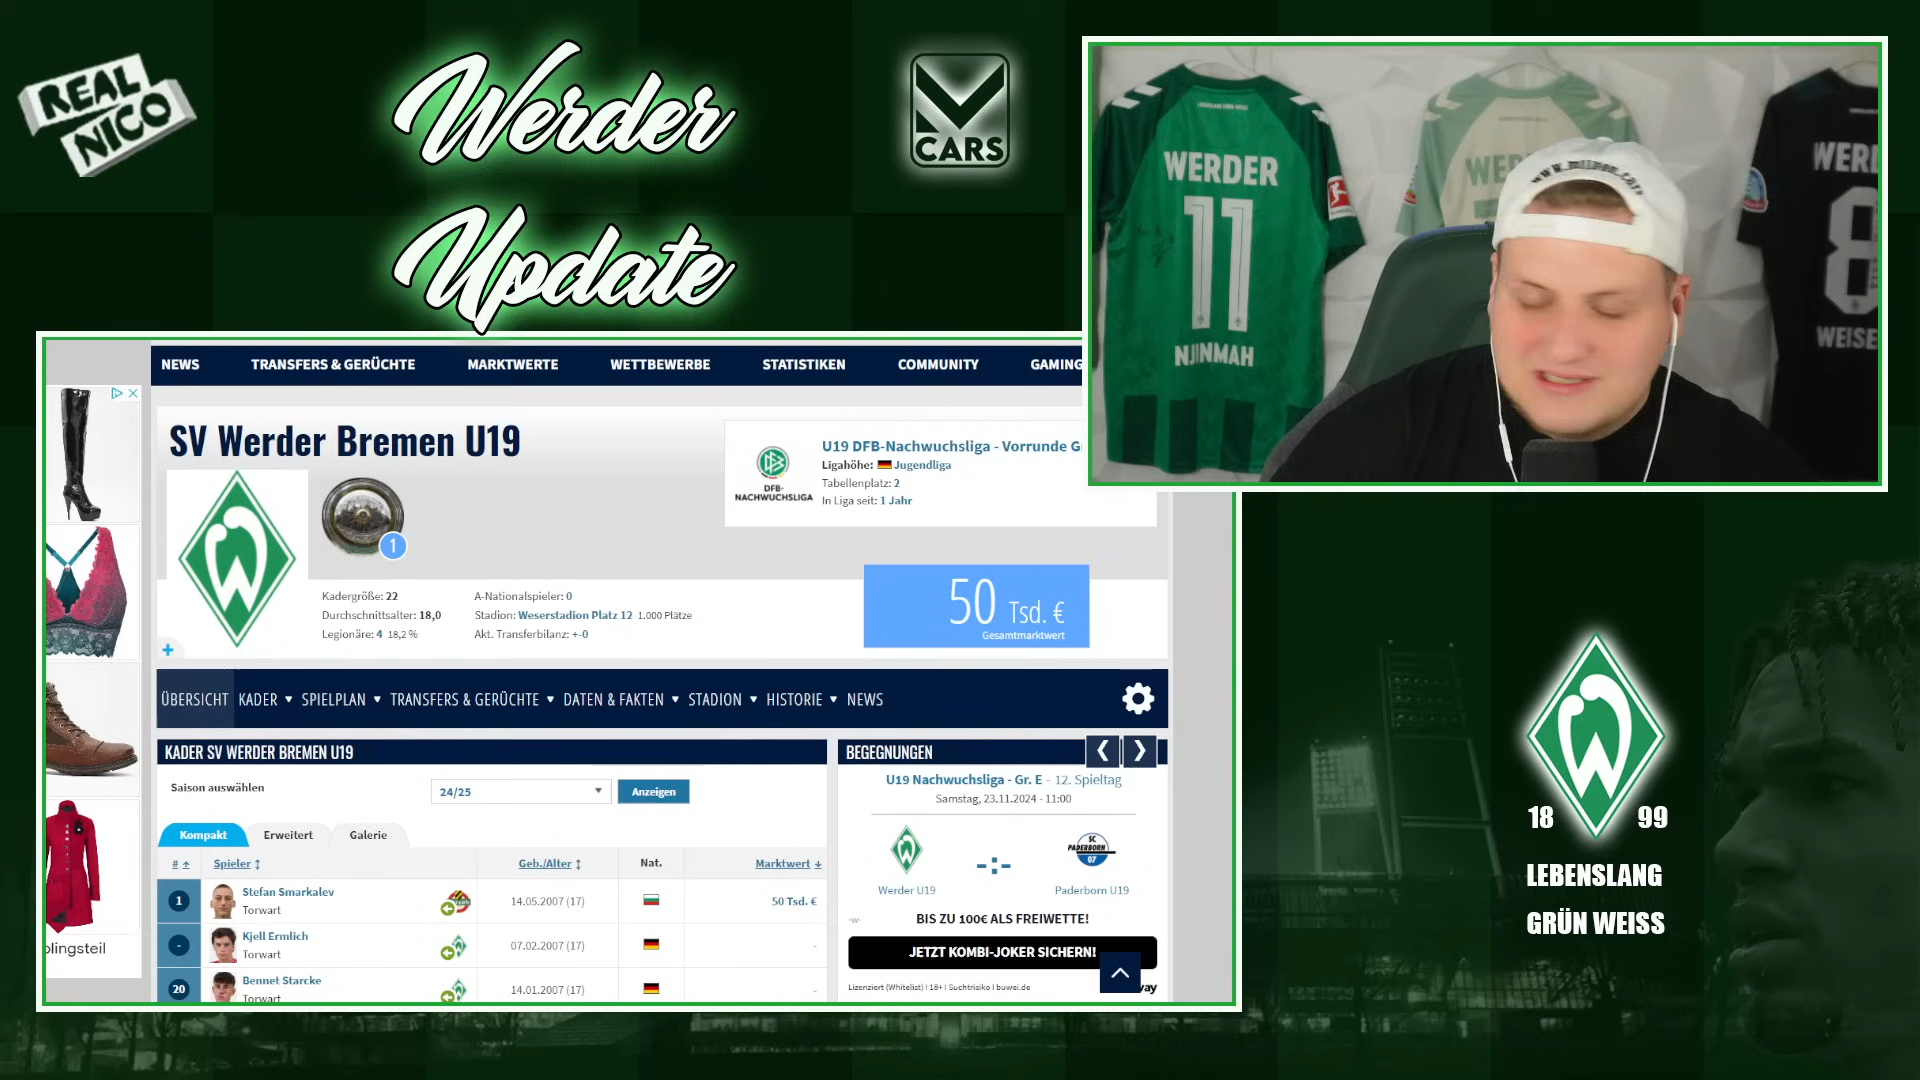 REAL
NICO
Werder
Update
CARS
WERDER
11
NJINMAH
8
WEISE
NEWS
TRANSFERS & GERÜCHTE
MARKTWERTE
WETTBEWERBE
STATISTIKEN
COMMUNITY
GAMING
SV Werder Bremen U19
1
DFB-
NACHWUCHSLIGA
U19 DFB-Nachwuchsliga - Vorrunde G
Ligahöhe: Jugendliga
Tabellenplatz: 2
In Liga seit: 1 Jahr
Kadergröße: 22
Durchschnittsalter: 18,0
Legionäre: 4 18,2 %
A-Nationalspieler: 0
Stadion: Weserstadion Platz 12 1.000 Plätze
Akt. Transferbilanz: +-0
50 Tsd. €
Gesamtmarktwert
ÜBERSICHT KADER SPIELPLAN TRANSFERS & GERÜCHTE DATEN & FAKTEN STADION HISTORIE NEWS
KADER SV WERDER BREMEN U19
Saison auswählen
24/25
Anzeigen
Kompakt Erweitert Galerie
# Spieler Geb./Alter Nat. Marktwert
1 Stefan Smarkalev 14.05.2007 (17) 50 Tsd. €
Torwart
- Kjell Ermlich 07.02.2007 (17) -
Torwart
20 Bennet Starcke 14.01.2007 (17) -
Torwart
BEGEGNUNGEN
U19 Nachwuchsliga - Gr. E - 12. Spieltag
Samstag, 23.11.2024 - 11:00
-:-
SC
PADERBORN
07
Werder U19
Paderborn U19
-W-
BIS ZU 100€ ALS FREIWETTE!
JETZT KOMBI-JOKER SICHERN!
Lizenziert (Whitelist) I 18+ I Suchtrisiko I buwei.de
way
blingsteil
18 99
LEBENSLANG
GRÜN WEISS